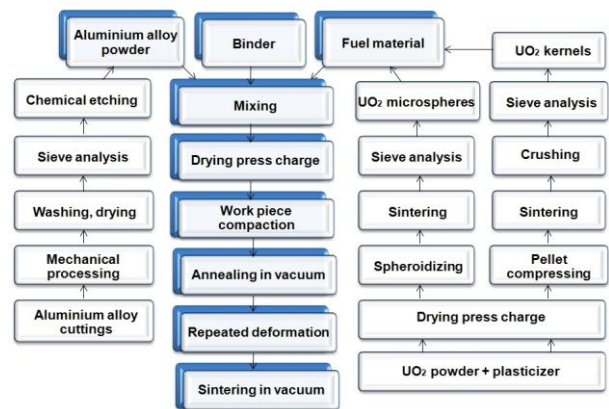 Aluminium alloy
powder
Binder
Fuel material
UO₂ kernels
Chemical etching
Mixing
UO₂ microspheres
Sieve analysis
Sieve analysis
Drying press charge
Sieve analysis
Crushing
Washing, drying
Work piece
compaction
Sintering
Sintering
Mechanical
processing
Annealing in vacuum
Spheroidizing
Pellet
compressing
Aluminium alloy
cuttings
Repeated deformation
Drying press charge
Sintering in vacuum
UO₂ powder + plasticizer